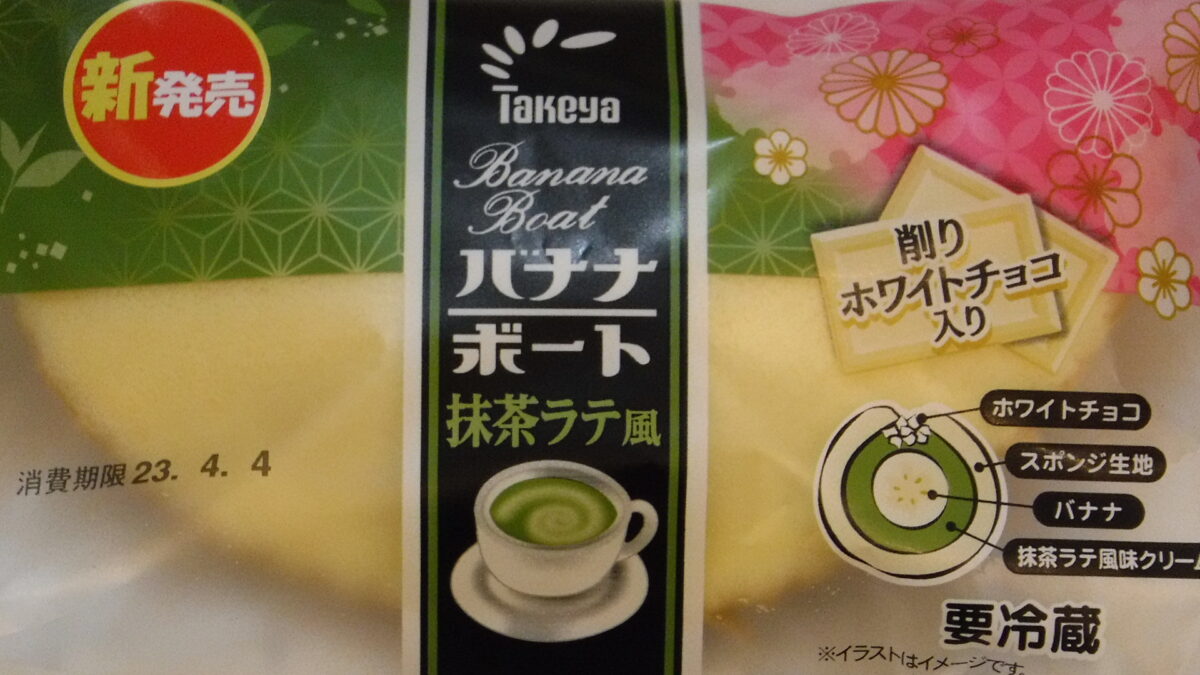 新発売
Takeya
Banana
Boat
バナナ
ボート
抹茶ラテ風
消費期限 23. 4. 4
削り
ホワイトチョコ
入り
ホワイトチョコ
スポンジ生地
バナナ
抹茶ラテ風味クリーム
要冷蔵
※イラストはイメージです。